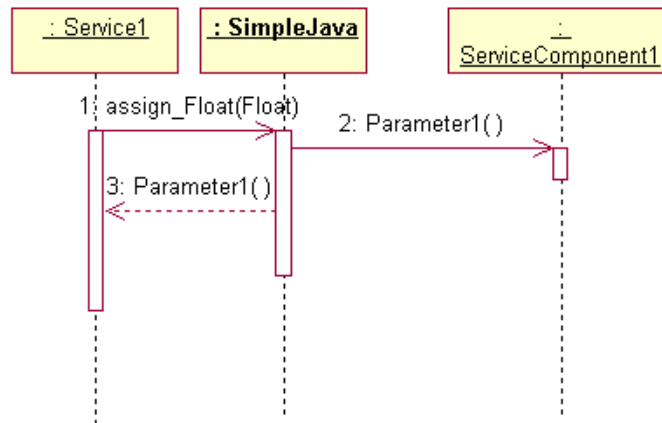 : Service1
: SimpleJava
:
ServiceComponent1
1: assign_Float(Float)
2: Parameter1( )
3: Parameter1( )